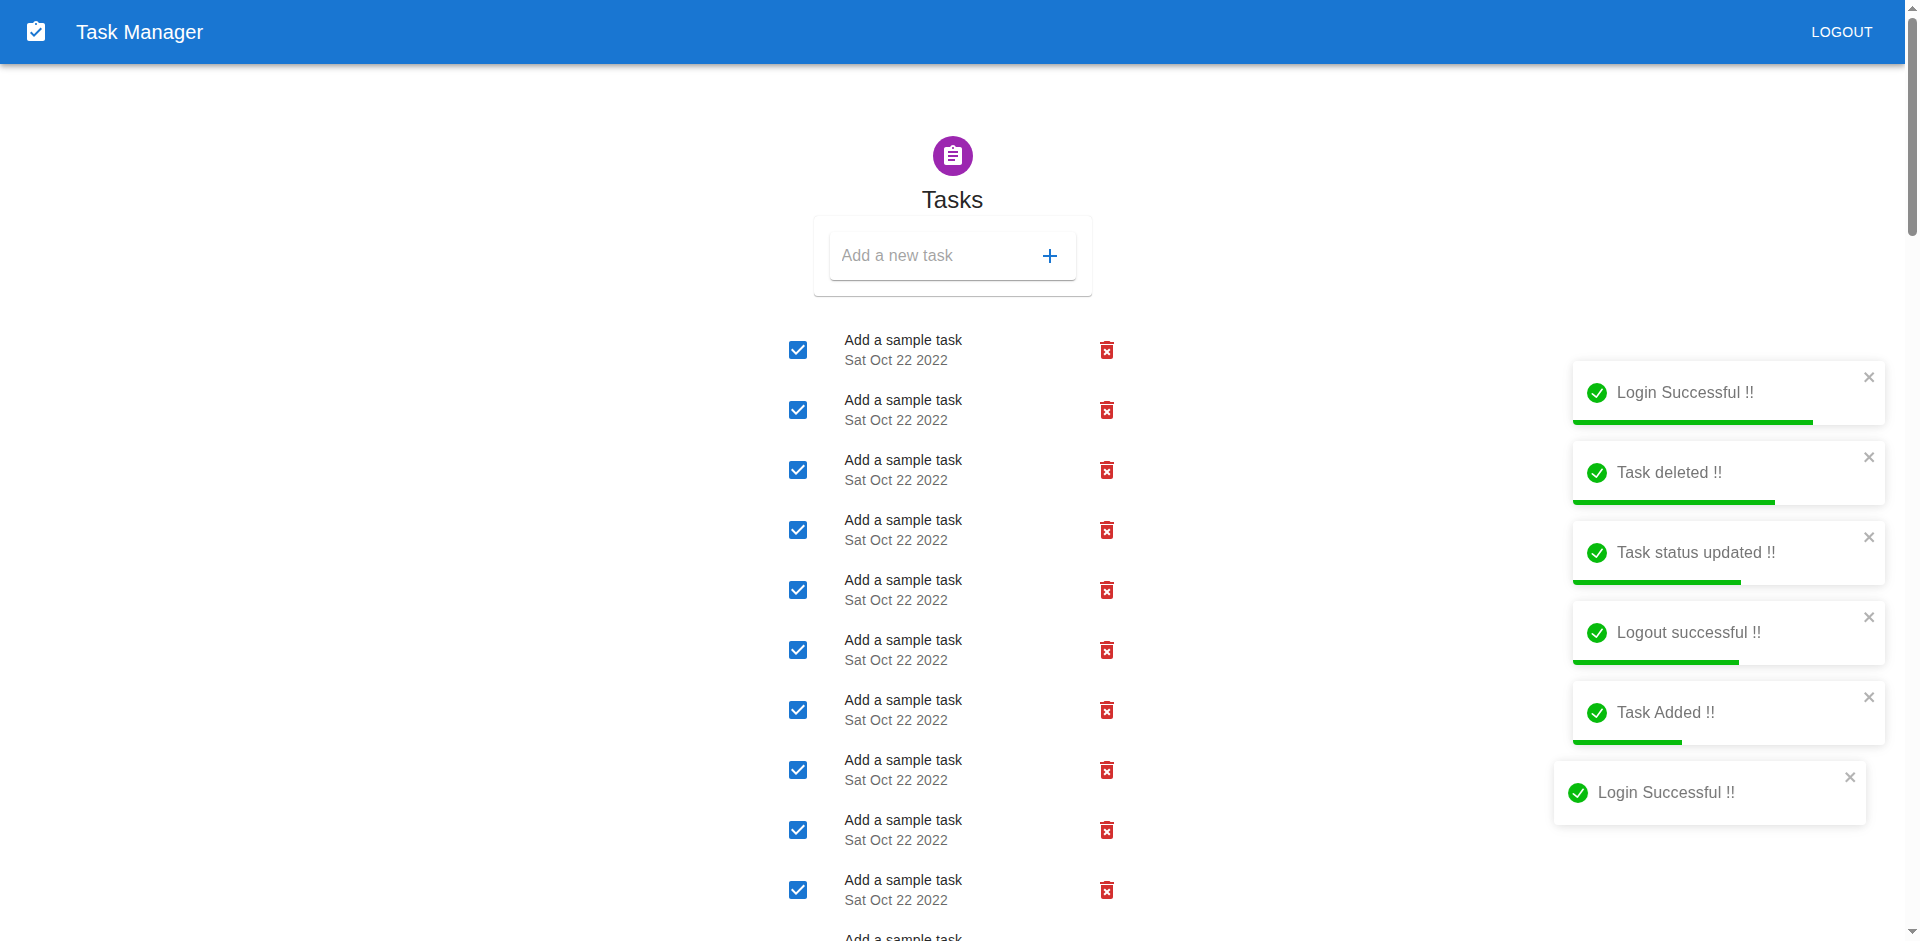 Task Manager
LOGOUT
Tasks
Add a new task
Add a sample task
Sat Oct 22 2022
Add a sample task
Sat Oct 22 2022
Add a sample task
Sat Oct 22 2022
Add a sample task
Sat Oct 22 2022
Add a sample task
Sat Oct 22 2022
Add a sample task
Sat Oct 22 2022
Add a sample task
Sat Oct 22 2022
Add a sample task
Sat Oct 22 2022
Add a sample task
Sat Oct 22 2022
Add a sample task
Sat Oct 22 2022
Add a sample task
Login Successful !!
Task deleted !!
Task status updated !!
Logout successful !!
Task Added !!
Login Successful !!